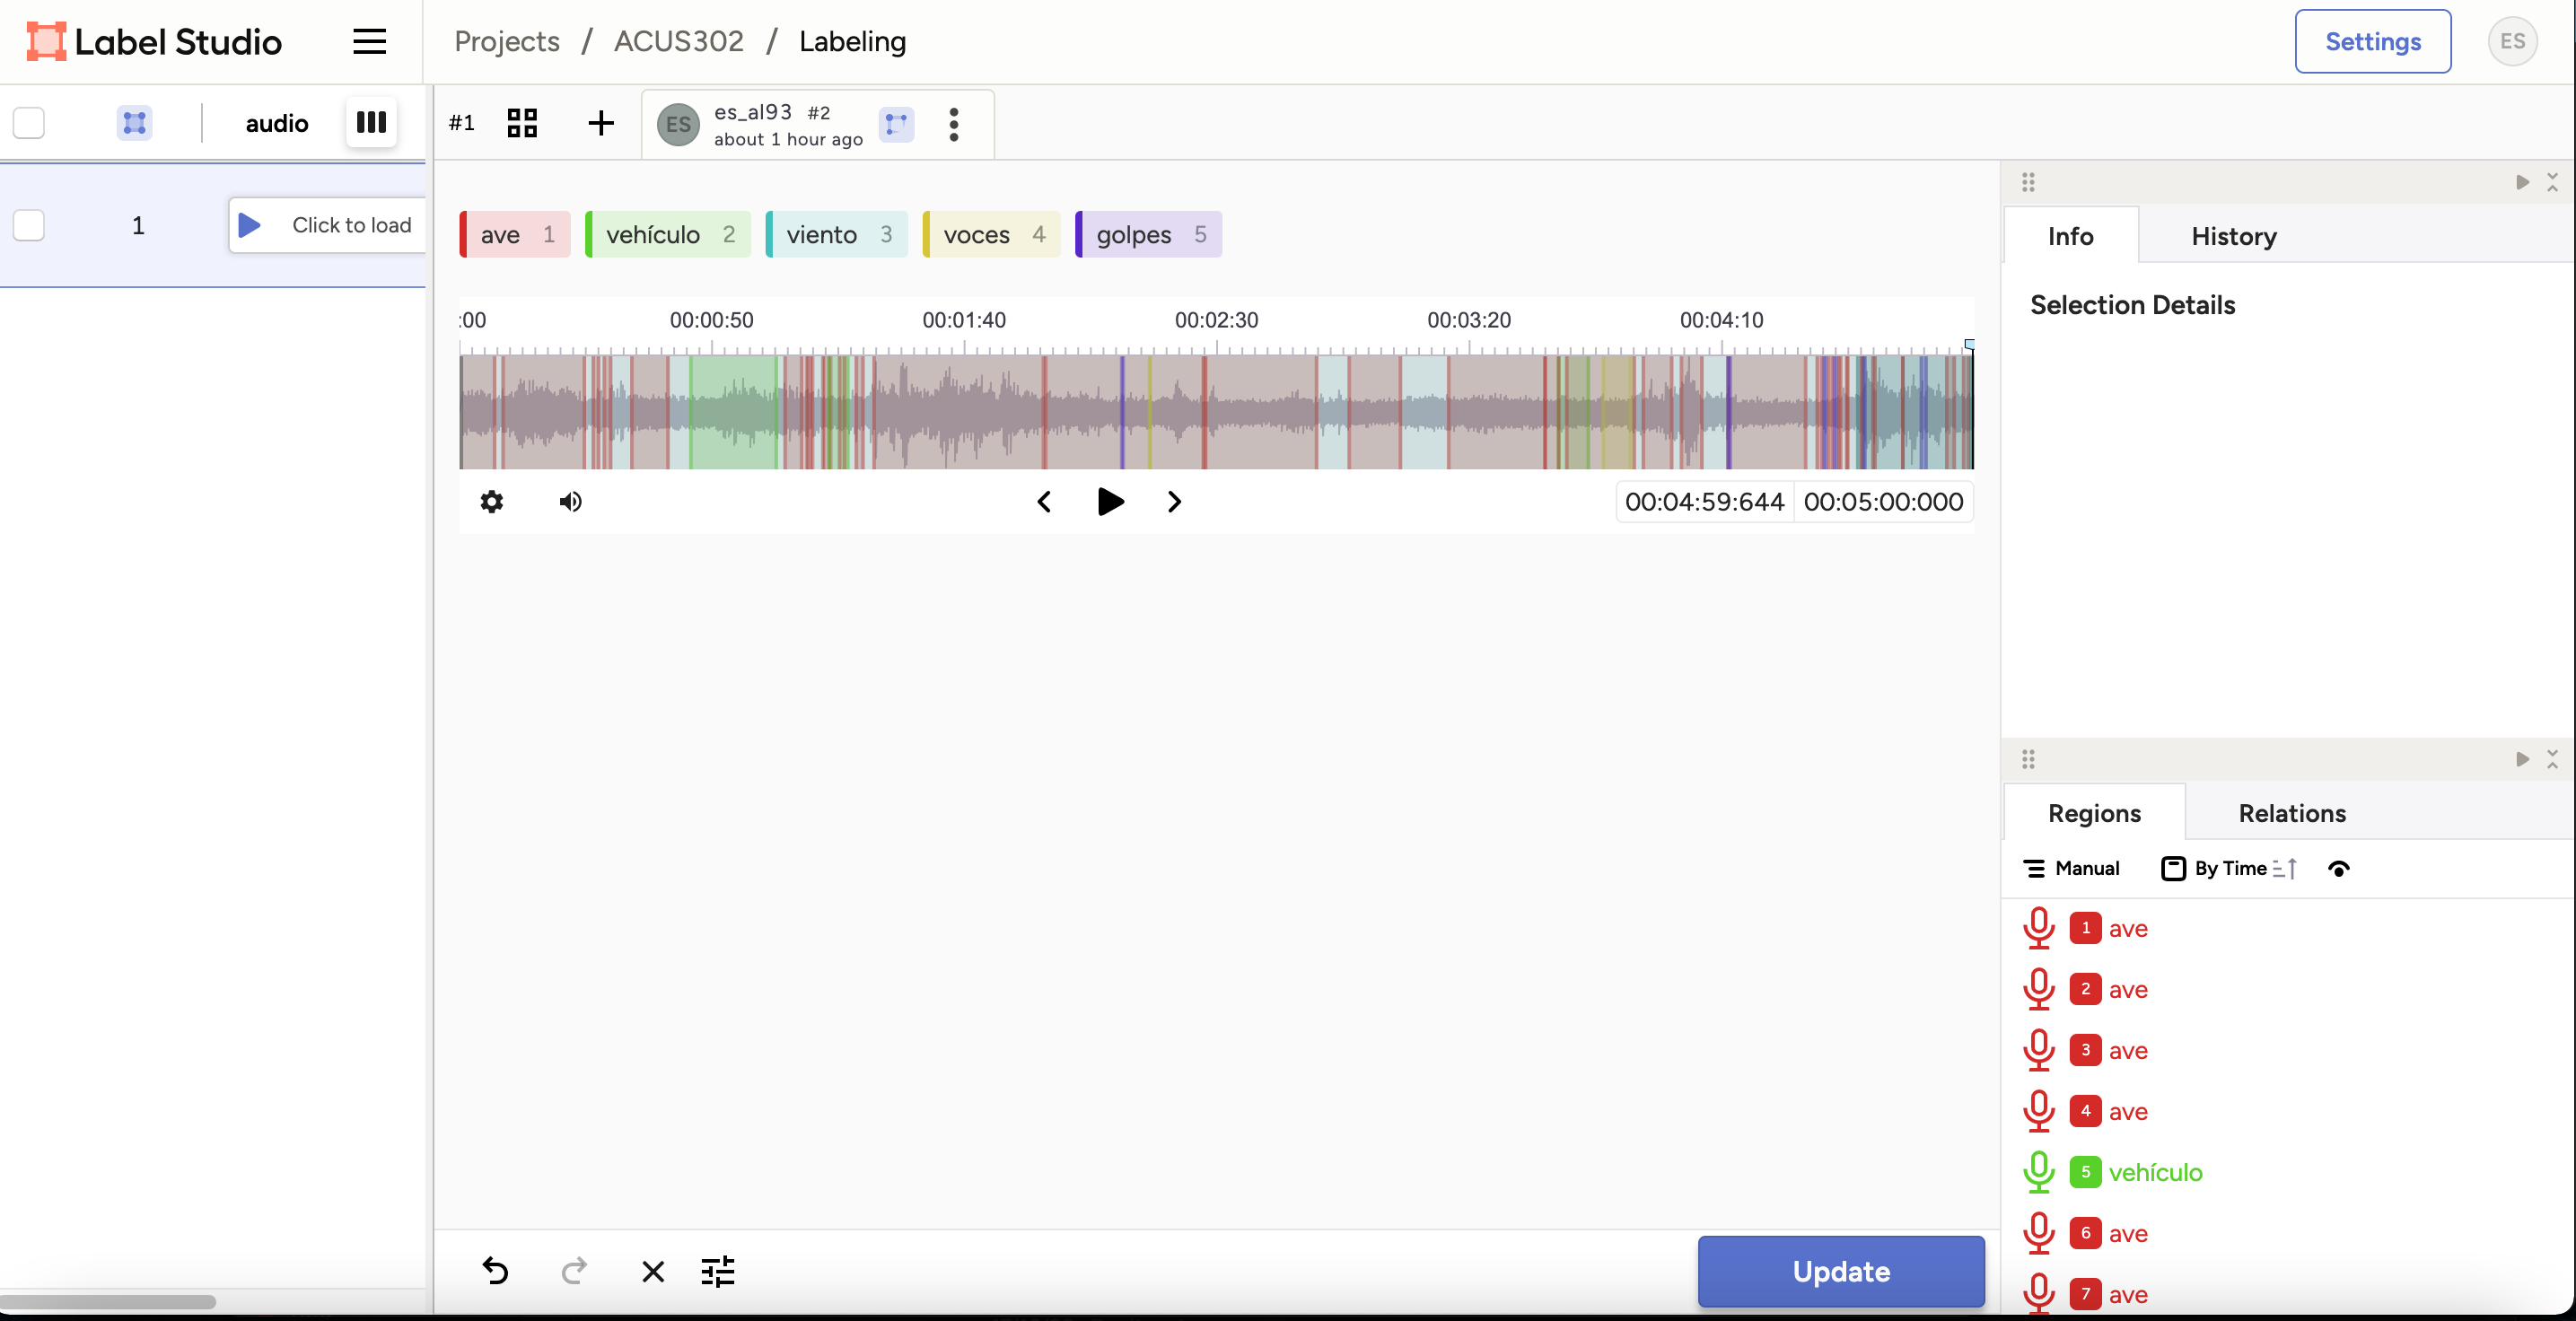 Label Studio
Projects / ACUS302 / Labeling
Settings
ES
audio
#1
ES
es_al93 #2
about 1 hour ago
1
Click to load
ave 1
vehículo 2
viento 3
voces 4
golpes 5
:00
00:00:50
00:01:40
00:02:30
00:03:20
00:04:10
00:04:59:644
00:05:00:000
Info
History
Selection Details
Regions
Relations
Manual
By Time
1 ave
2 ave
3 ave
4 ave
5 vehículo
6 ave
7 ave
Update